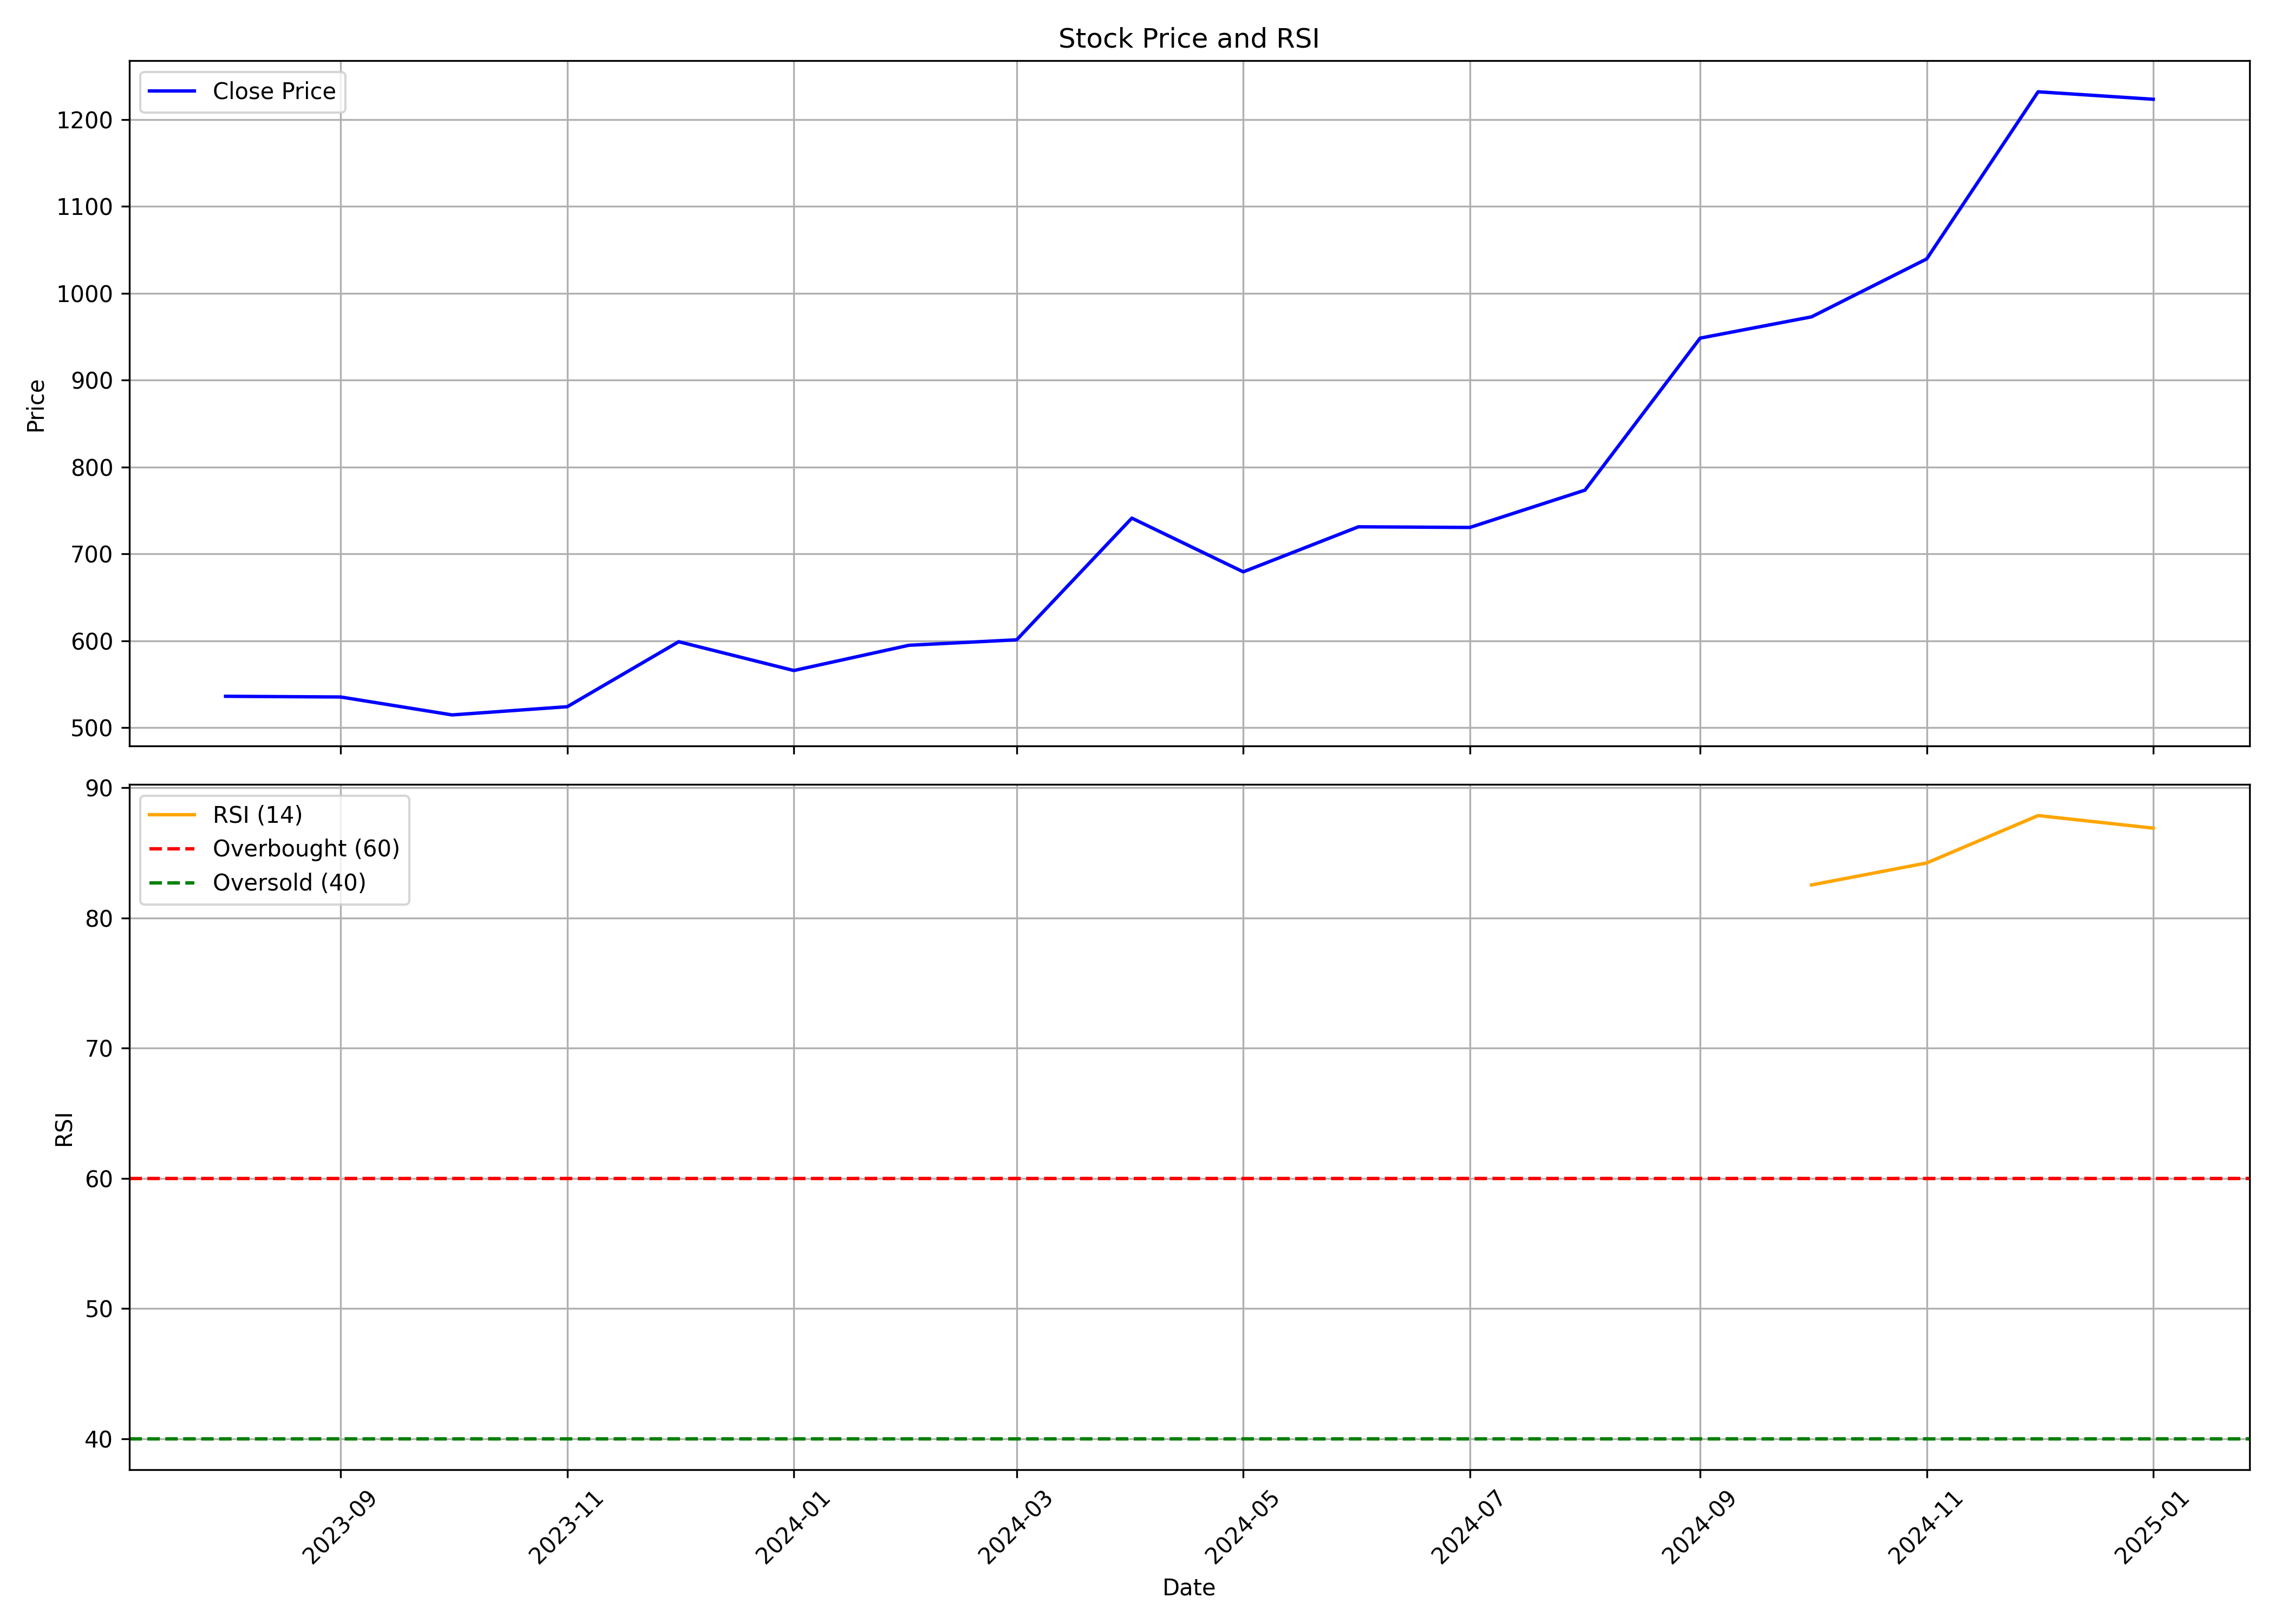 Stock Price and RSI
Close Price
1200
1100
1000
900
800
700
600
500
Price
90
80
70
60
50
40
RSI
RSI (14)
Overbought (60)
Oversold (40)
2023-09
2023-11
2024-01
2024-03
2024-05
2024-07
2024-09
2024-11
2025-01
Date